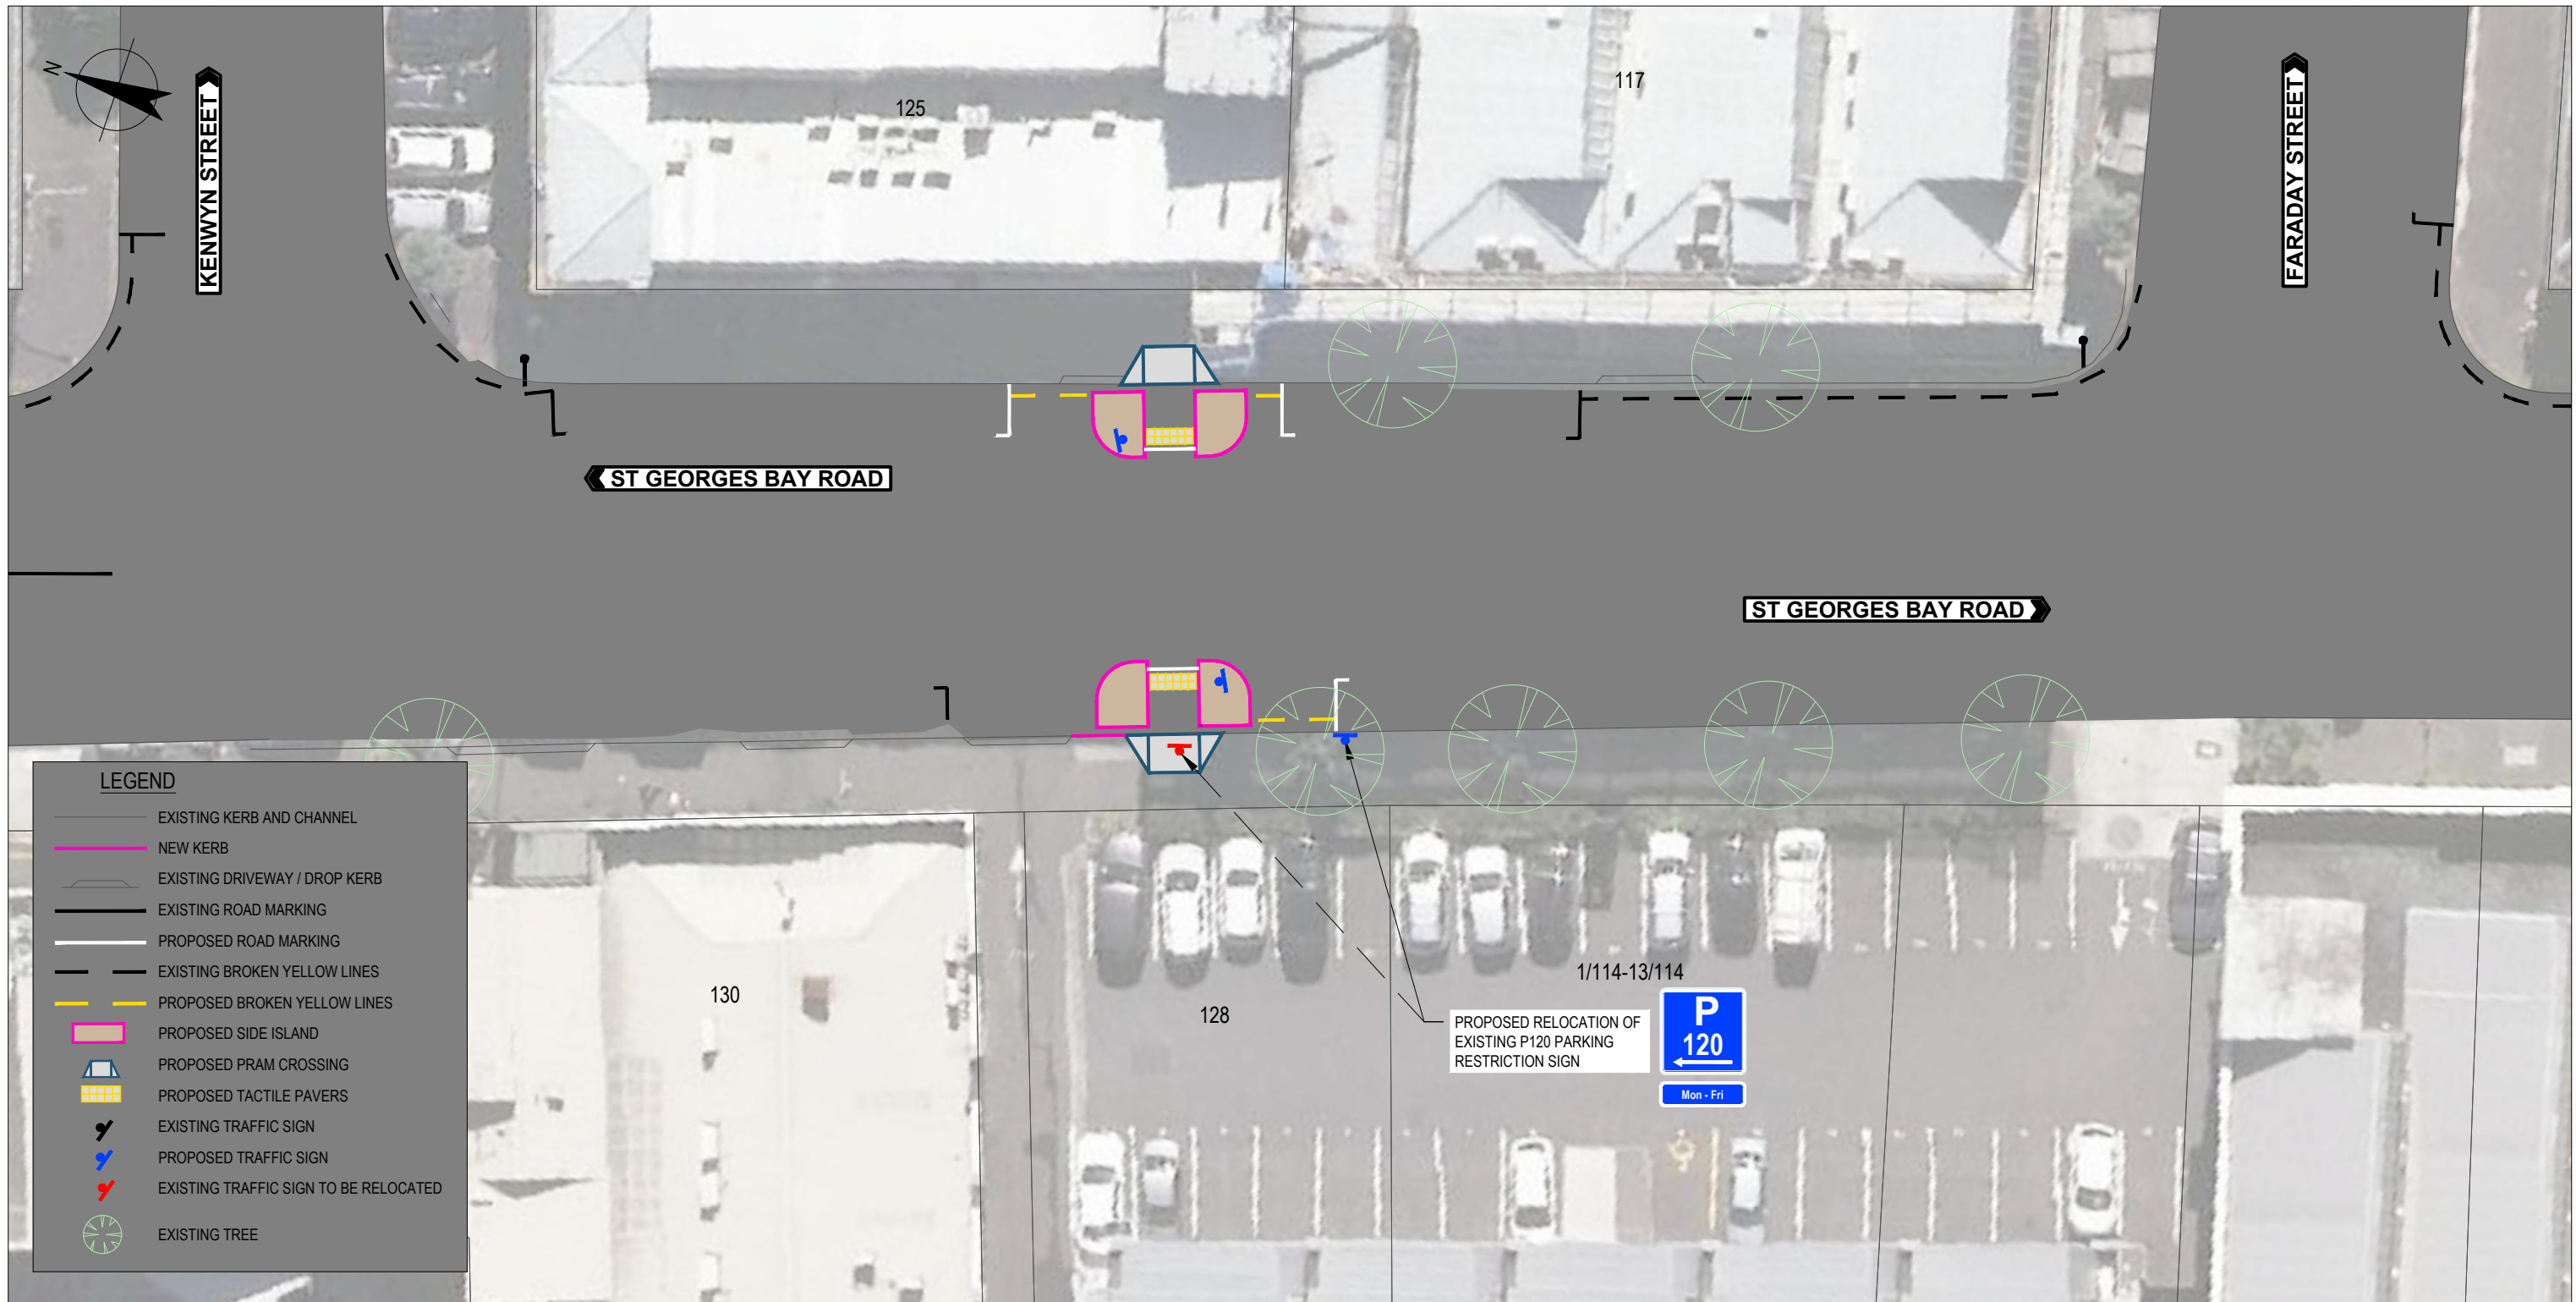 N
KENWYN STREET
125
117
FARADAY STREET
ST GEORGES BAY ROAD
ST GEORGES BAY ROAD
LEGEND
EXISTING KERB AND CHANNEL
NEW KERB
EXISTING DRIVEWAY / DROP KERB
EXISTING ROAD MARKING
PROPOSED ROAD MARKING
EXISTING BROKEN YELLOW LINES
PROPOSED BROKEN YELLOW LINES
PROPOSED SIDE ISLAND
PROPOSED PRAM CROSSING
PROPOSED TACTILE PAVERS
EXISTING TRAFFIC SIGN
PROPOSED TRAFFIC SIGN
EXISTING TRAFFIC SIGN TO BE RELOCATED
EXISTING TREE
130
128
1/114-13/114
PROPOSED RELOCATION OF
EXISTING P120 PARKING
RESTRICTION SIGN
P
120
Mon - Fri